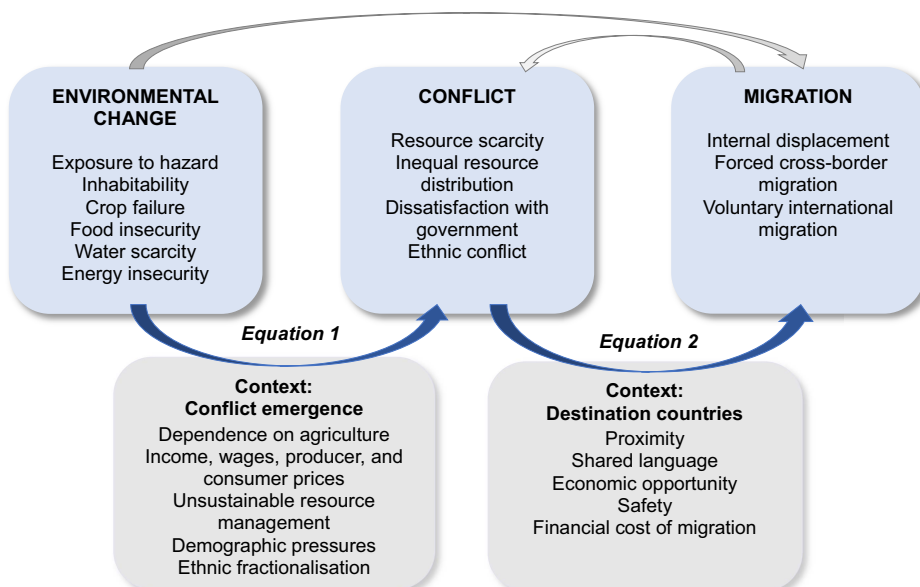 ENVIRONMENTAL
CHANGE
Exposure to hazard
Inhabitability
Crop failure
Food insecurity
Water scarcity
Energy insecurity
CONFLICT
Resource scarcity
Inequal resource
distribution
Dissatisfaction with
government
Ethnic conflict
MIGRATION
Internal displacement
Forced cross-border
migration
Voluntary international
migration
Equation 1
Equation 2
Context:
Conflict emergence
Dependence on agriculture
Income, wages, producer, and
consumer prices
Unsustainable resource
management
Demographic pressures
Ethnic fractionalisation
Context:
Destination countries
Proximity
Shared language
Economic opportunity
Safety
Financial cost of migration